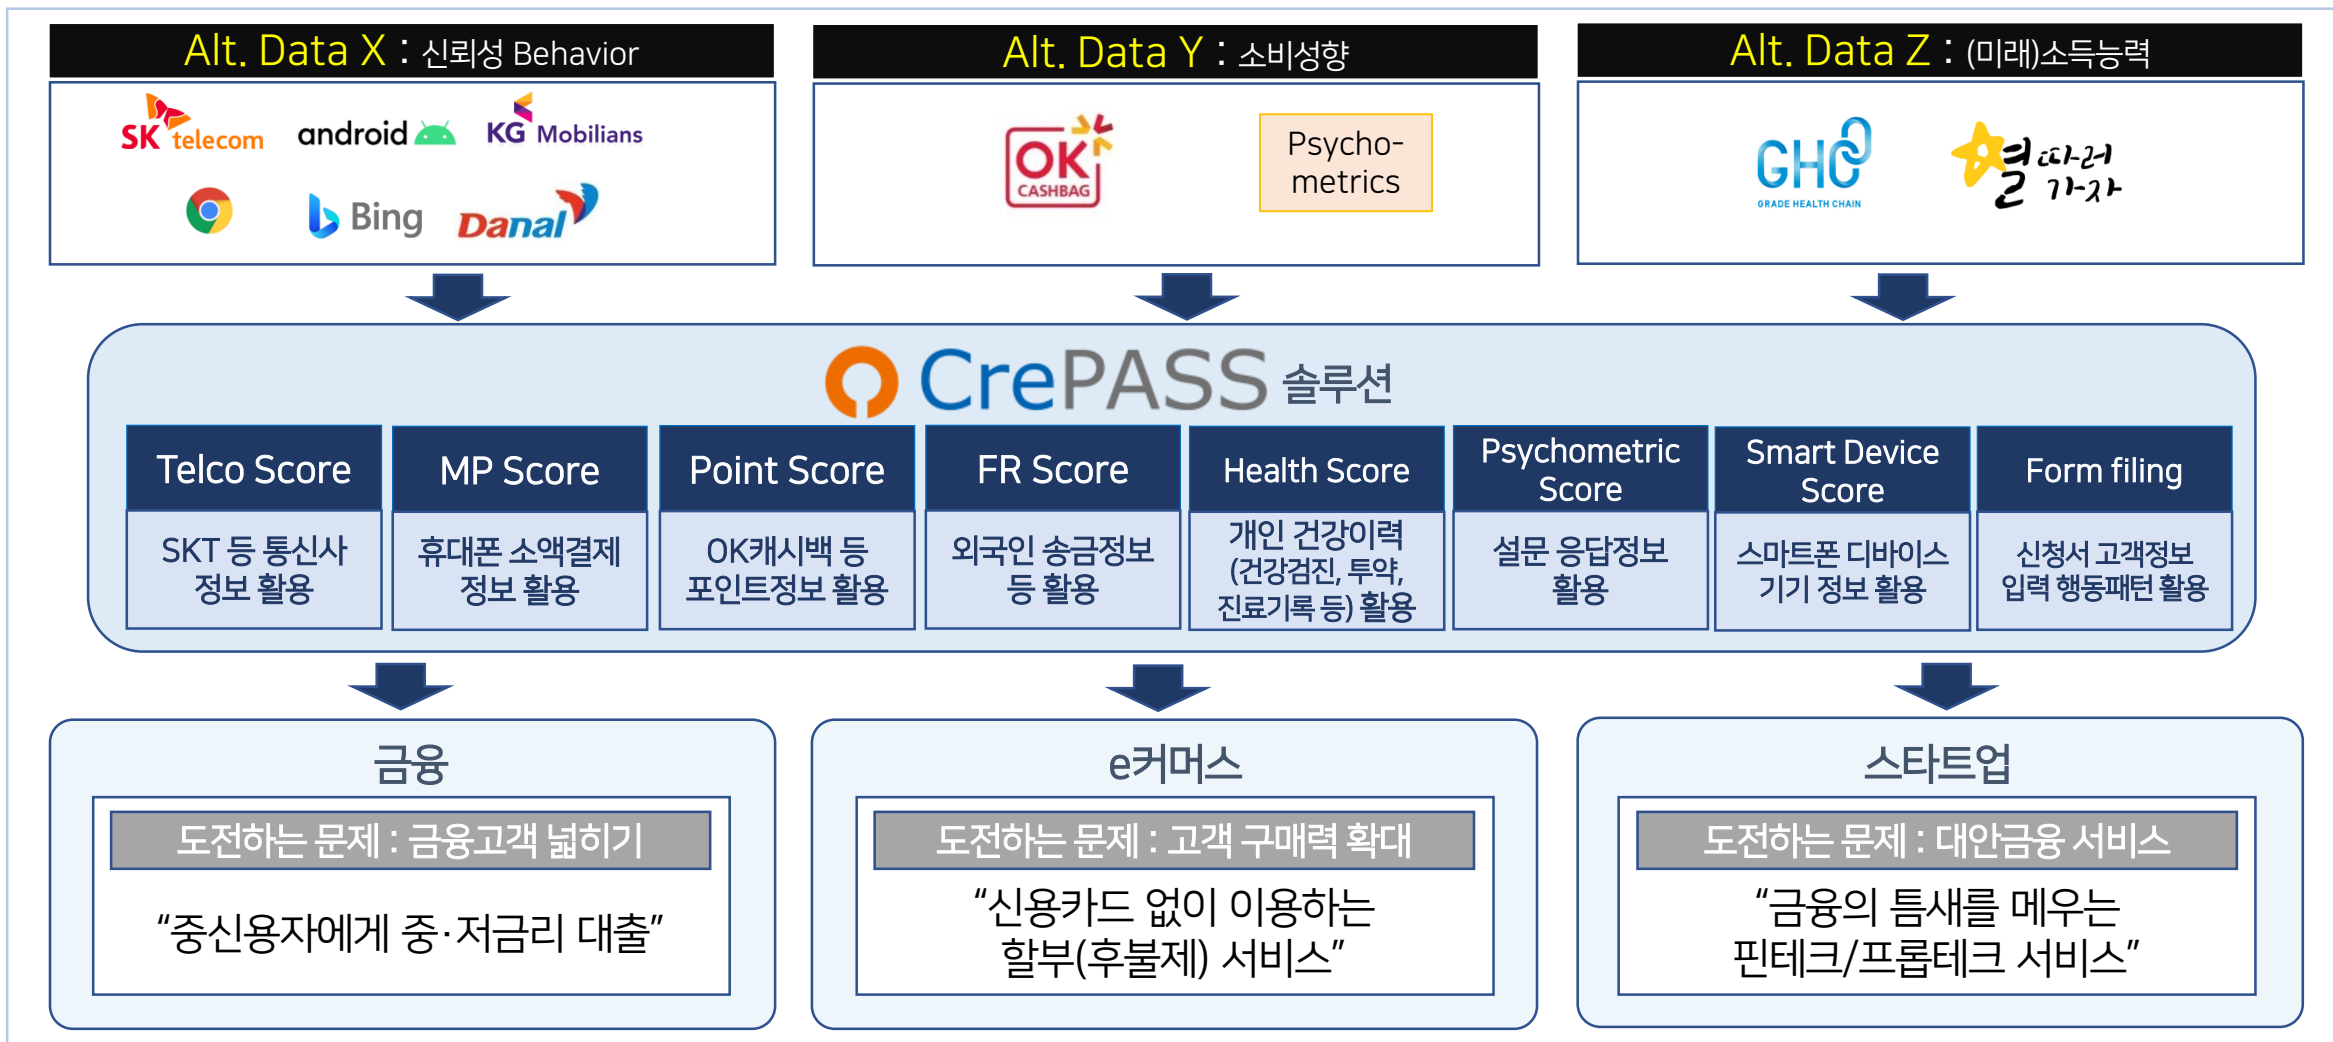 Alt. Data X : 신뢰성 Behavior
SK telecom
android
KG Mobilians
Bing
Danal
Alt. Data Y : 소비성향
OK CASHBAG
Psycho-
metrics
Alt. Data Z : (미래)소득능력
GHC
GRADE HEALTH CHAIN
별따러
가자
CrePASS 솔루션
Telco Score
SKT 등 통신사
정보 활용
MP Score
휴대폰 소액결제
정보 활용
Point Score
OK캐시백 등
포인트정보 활용
FR Score
외국인 송금정보
등 활용
Health Score
개인 건강이력
(건강검진, 투약,
진료기록 등) 활용
Psychometric
Score
설문 응답정보
활용
Smart Device
Score
스마트폰 디바이스
기기 정보 활용
Form filing
신청서 고객정보
입력 행동패턴 활용
금융
도전하는 문제 : 금융고객 넓히기
“중신용자에게 중·저금리 대출”
e커머스
도전하는 문제 : 고객 구매력 확대
“신용카드 없이 이용하는
할부(후불제) 서비스”
스타트업
도전하는 문제 : 대안금융 서비스
“금융의 틈새를 메우는
핀테크/프롭테크 서비스”